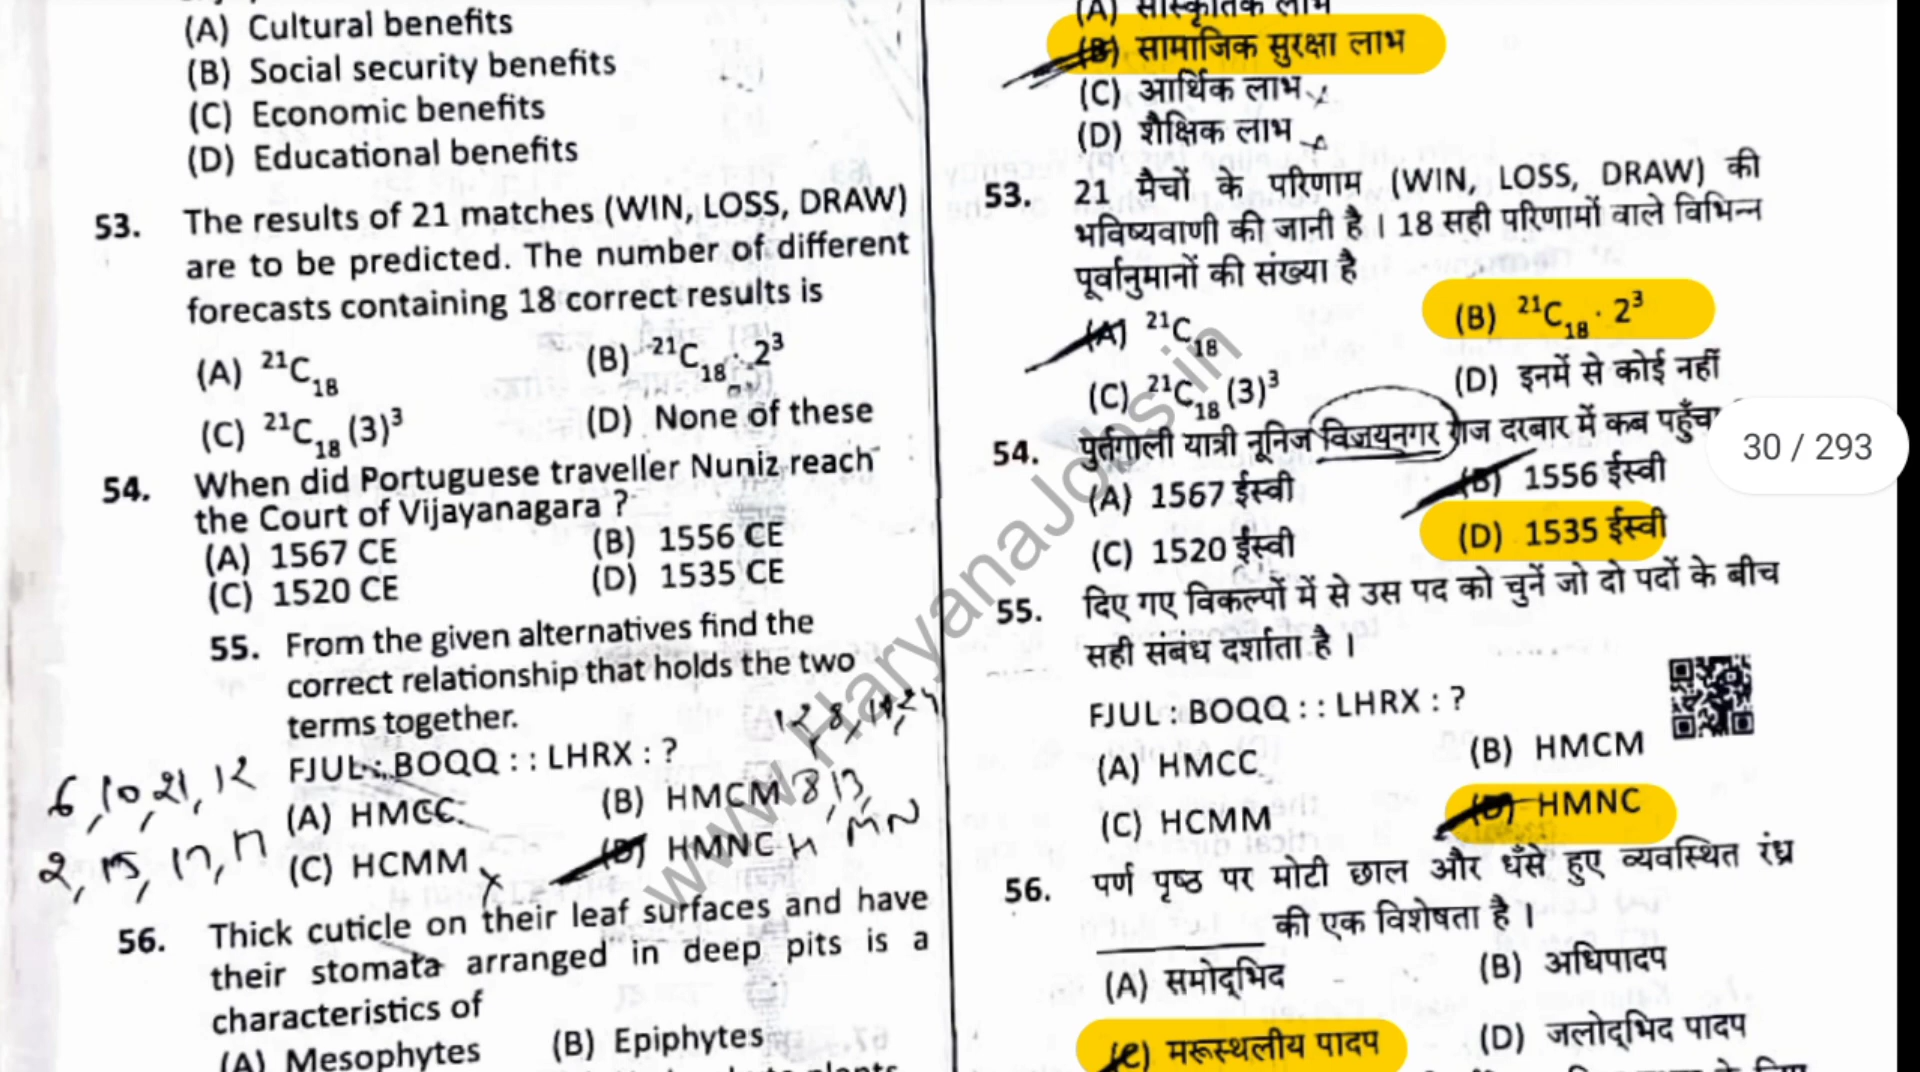 (A) Cultural benefits
(B) Social security benefits
(C) Economic benefits
(D) Educational benefits
53. The results of 21 matches (WIN, LOSS, DRAW)
are to be predicted. The number of different
forecasts containing 18 correct results is
(A) ²¹C₁₈ (B) ²¹C₁₈ · 2³
(C) ²¹C₁₈ (3)³ (D) None of these
54. When did Portuguese traveller Nuniz reach
the Court of Vijayanagara ?
(A) 1567 CE (B) 1556 CE
(C) 1520 CE (D) 1535 CE
55. From the given alternatives find the
correct relationship that holds the two
terms together.
FJUL : BOQQ : : LHRX : ?
(A) HMCC (B) HMCM
(C) HCMM (D) HMNC
6, 10, 21, 12
2, 15, 17, 17
56. Thick cuticle on their leaf surfaces and have
their stomata arranged in deep pits is a
characteristics of
(A) Mesophytes (B) Epiphytes
(A) सांस्कृतिक लाभ
(B) सामाजिक सुरक्षा लाभ
(C) आर्थिक लाभ
(D) शैक्षिक लाभ
53. 21 मैचों के परिणाम (WIN, LOSS, DRAW) की
भविष्यवाणी की जानी है । 18 सही परिणामों वाले विभिन्न
पूर्वानुमानों की संख्या है
(A) ²¹C₁₈ (B) ²¹C₁₈ · 2³
(C) ²¹C₁₈ (3)³ (D) इनमें से कोई नहीं
54. पुर्तगाली यात्री नूनिज विजयनगर राज दरबार में कब
(A) 1567 ईस्वी (B) 1556 ईस्वी
(C) 1520 ईस्वी (D) 1535 ईस्वी
30 / 293
55. दिए गए विकल्पों में से उस पद को चुनें जो दो पदों के बीच
सही संबंध दर्शाता है ।
FJUL : BOQQ : : LHRX : ?
(A) HMCC (B) HMCM
(C) HCMM (D) HMNC
56. पर्ण पृष्ठ पर मोटी छाल और धँसे हुए व्यवस्थित रंध्र
__________ की एक विशेषता है ।
(A) समोद्भिद (B) अधिपादप
(C) मरूस्थलीय पादप (D) जलोद्भिद पादप
www.HaryanaJobs.in